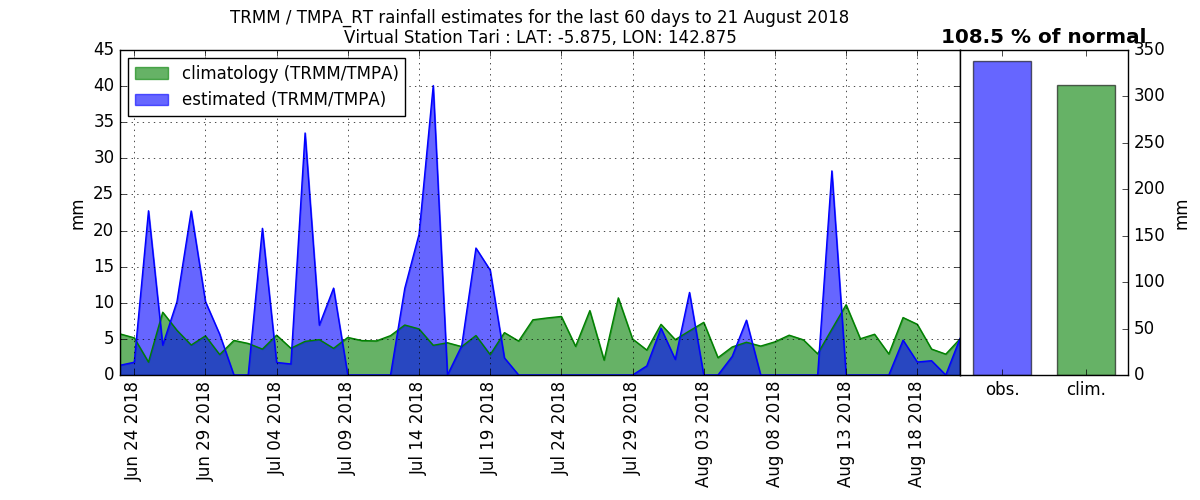 TRMM / TMPA_RT rainfall estimates for the last 60 days to 21 August 2018
Virtual Station Tari : LAT: -5.875, LON: 142.875
108.5 % of normal
climatology (TRMM/TMPA)
estimated (TRMM/TMPA)
mm
45
40
35
30
25
20
15
10
5
0
Jun 24 2018
Jun 29 2018
Jul 04 2018
Jul 09 2018
Jul 14 2018
Jul 19 2018
Jul 24 2018
Jul 29 2018
Aug 03 2018
Aug 08 2018
Aug 13 2018
Aug 18 2018
obs.
clim.
350
300
250
200
150
100
50
0
mm